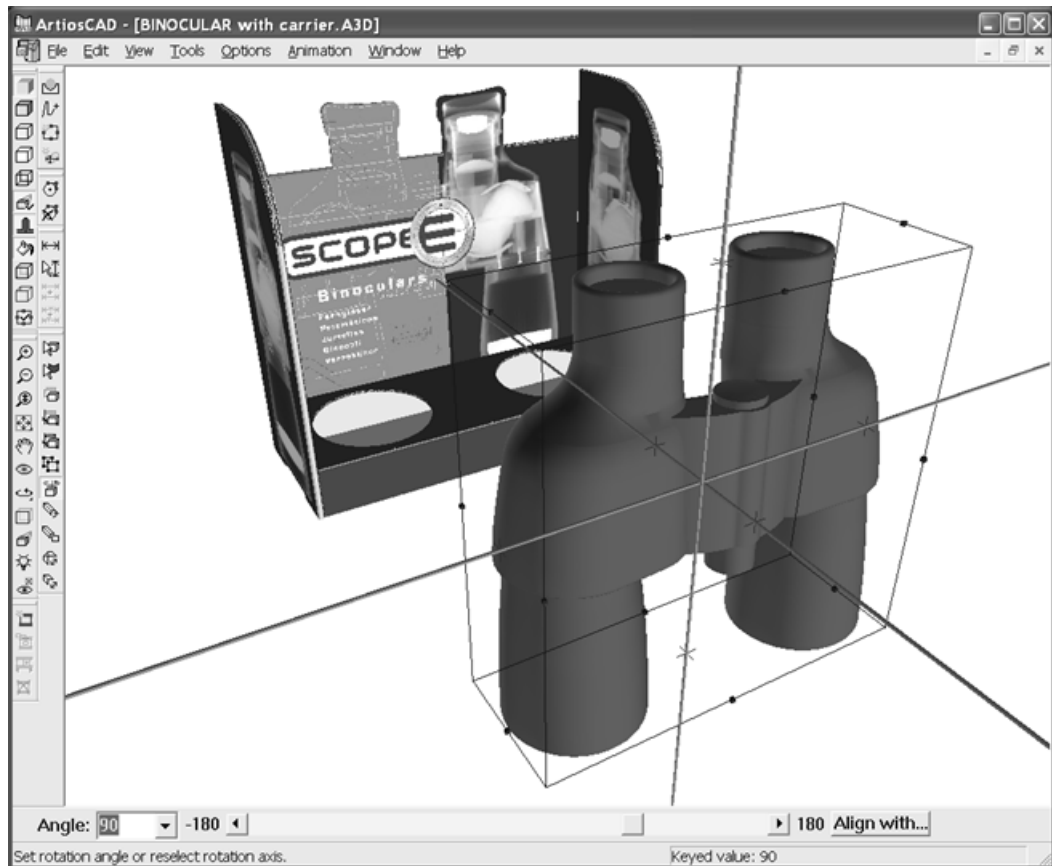 ArtiosCAD - [BINOCULAR with carrier.A3D]
File Edit View Tools Options Animation Window Help
SCOPE
Binoculars
Angle: 90 -180 180 Align with...
Set rotation angle or reselect rotation axis. Keyed value: 90